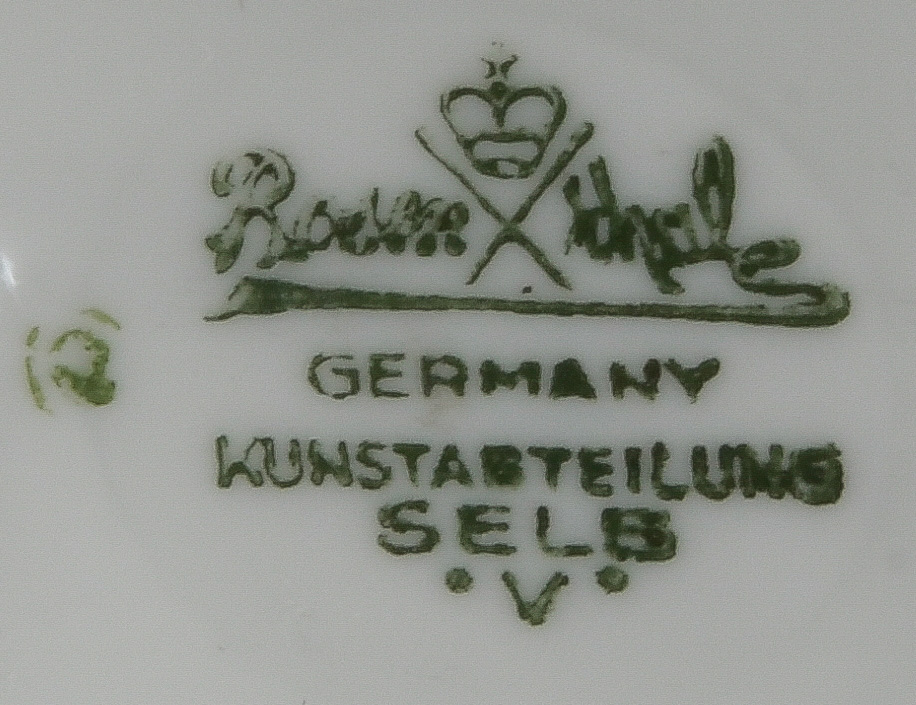 Rosenthal
GERMANY
KUNSTABTEILUNG
SELB
• V •